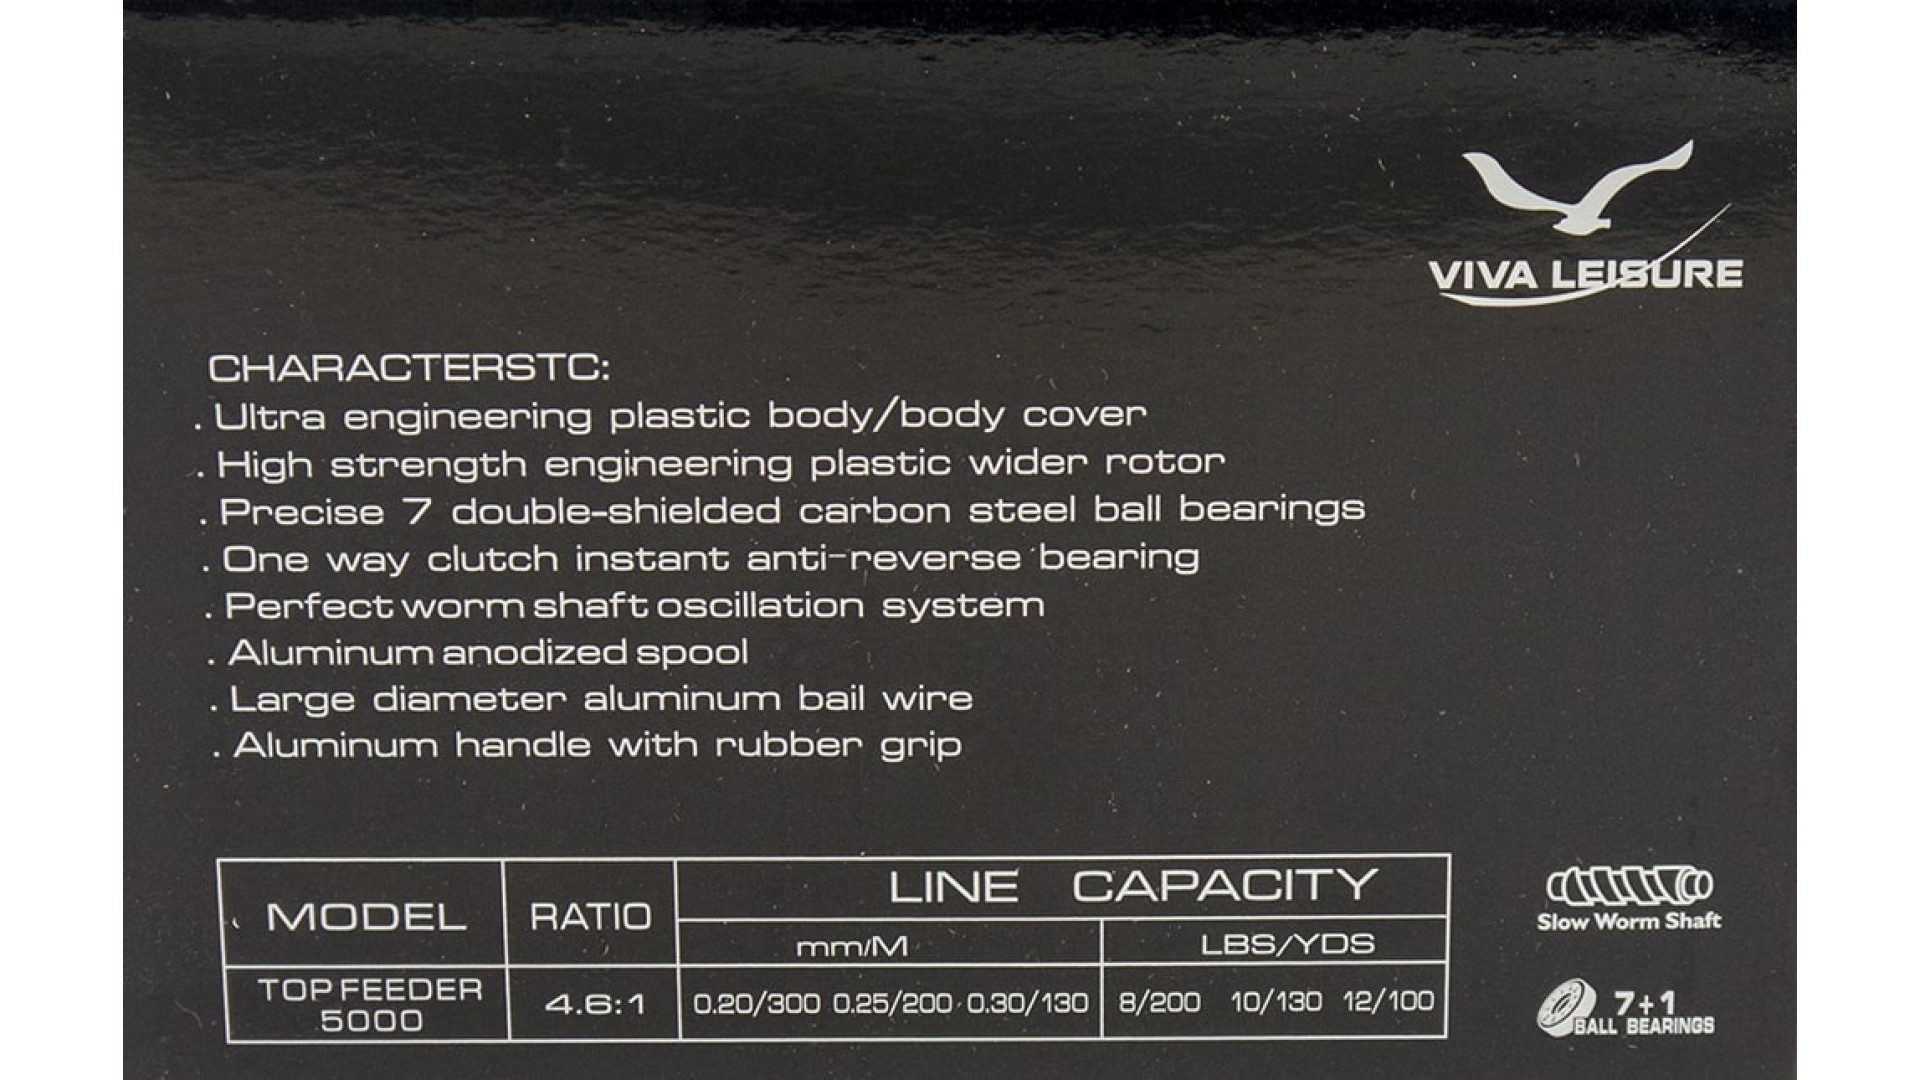 VIVA LEISURE
CHARACTERSTC:
. Ultra engineering plastic body/body cover
. High strength engineering plastic wider rotor
. Precise 7 double-shielded carbon steel ball bearings
. One way clutch instant anti-reverse bearing
. Perfect worm shaft oscillation system
. Aluminum anodized spool
. Large diameter aluminum bail wire
. Aluminum handle with rubber grip
MODEL RATIO LINE CAPACITY
mm/M LBS/YDS
TOP FEEDER 5000 4.6:1 0.20/300 0.25/200 0.30/130 8/200 10/130 12/100
Slow Worm Shaft
7+1
BALL BEARINGS